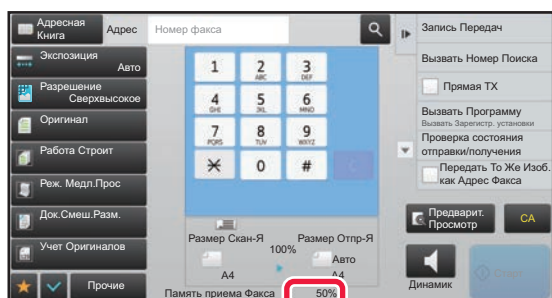 Адресная
Книга
Адрес
Номер факса
Экспозиция
Авто
Разрешение
Сверхвысокое
Оригинал
Работа Строит
Реж. Медл.Прос
Док.Смеш.Разм.
Учет Оригиналов
Прочие
1
2
ABC
3
DEF
4
GHI
5
JKL
6
MNO
7
PQRS
8
TUV
9
WXYZ
0
#
Размер Скан-Я
100%
Размер Отпр-Я
A4
Авто
A4
Память приема Факса
50%
Запись Передач
Вызвать Номер Поиска
Прямая TX
Вызвать Программу
Вызвать Зарегистр. установки
Проверка состояния
отправки/получения
Передать То Же Изоб.
как Адрес Факса
Предварит.
Просмотр
CA
Динамик
Старт